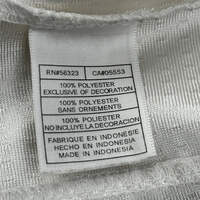 RN#56323 CA#05553
100% POLYESTER
EXCLUSIVE OF DECORATION
100% POLYESTER
SANS ORNEMENTS
100% POLYESTER
NO INCLUYE LA DECORACION
FABRIQUE EN INDONESIE
HECHO EN INDONESIA
MADE IN INDONESIA